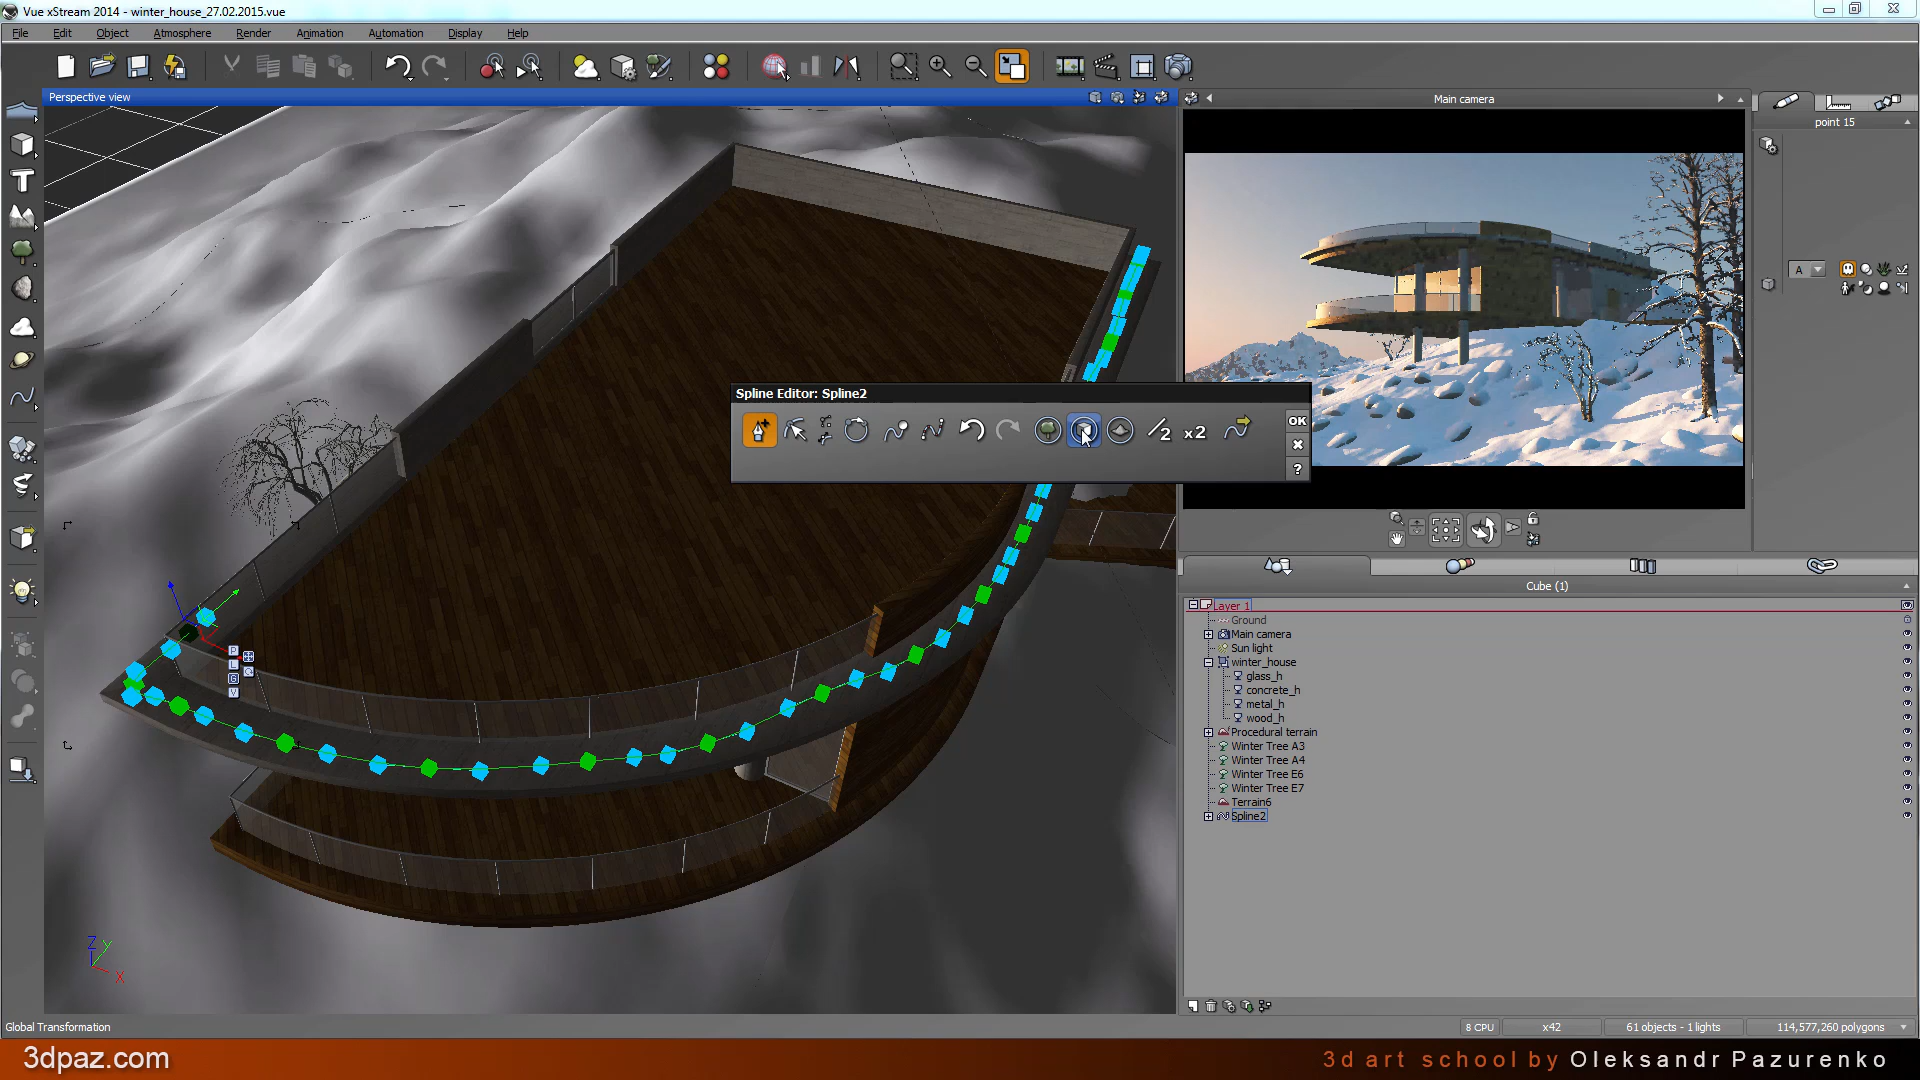 Vue xStream 2014 - winter_house_27.02.2015.vue
File Edit Object Atmosphere Render Animation Automation Display Help
Perspective view
Main camera
point 15
A
Spline Editor: Spline2
OK
/2 x2
?
P
L
G
V
Z y
X
Cube (1)
Layer 1
Ground
Main camera
Sun light
winter_house
glass_h
concrete_h
metal_h
wood_h
Procedural terrain
Winter Tree A3
Winter Tree A4
Winter Tree E6
Winter Tree E7
Terrain6
Spline2
Global Transformation
8 CPU x42 61 objects - 1 lights 114,577,260 polygons
3dpaz.com
3d art school by Oleksandr Pazurenko